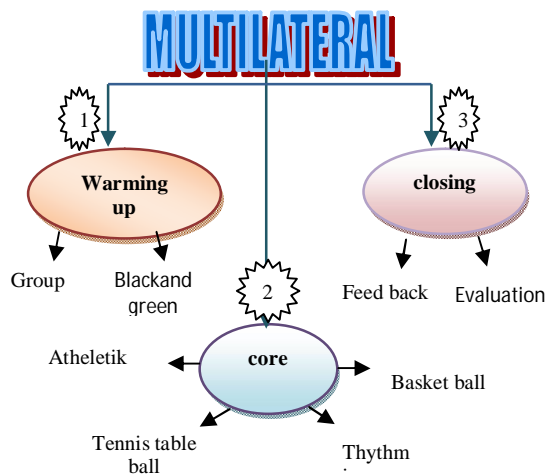 MULTILATERAL
1
Warming
up
Group
Blackand
green
2
core
Atheletik
Tennis table
ball
Thythm
Basket ball
3
closing
Feed back
Evaluation